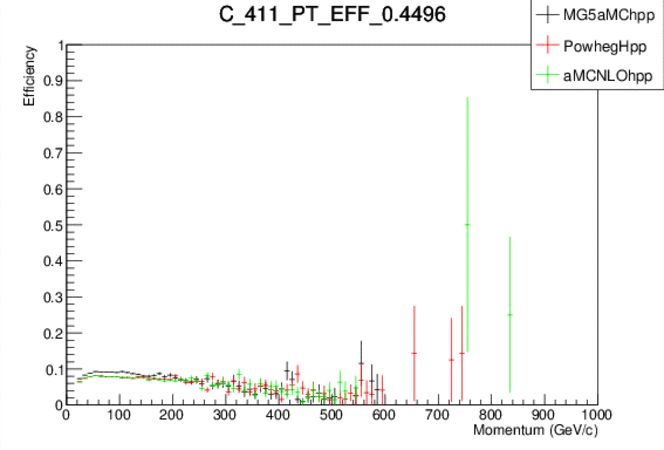 C_411_PT_EFF_0.4496
MG5aMChpp
PowhegHpp
aMCNLOhpp
Efficiency
1
0.9
0.8
0.7
0.6
0.5
0.4
0.3
0.2
0.1
0
0 100 200 300 400 500 600 700 800 900 1000
Momentum (GeV/c)